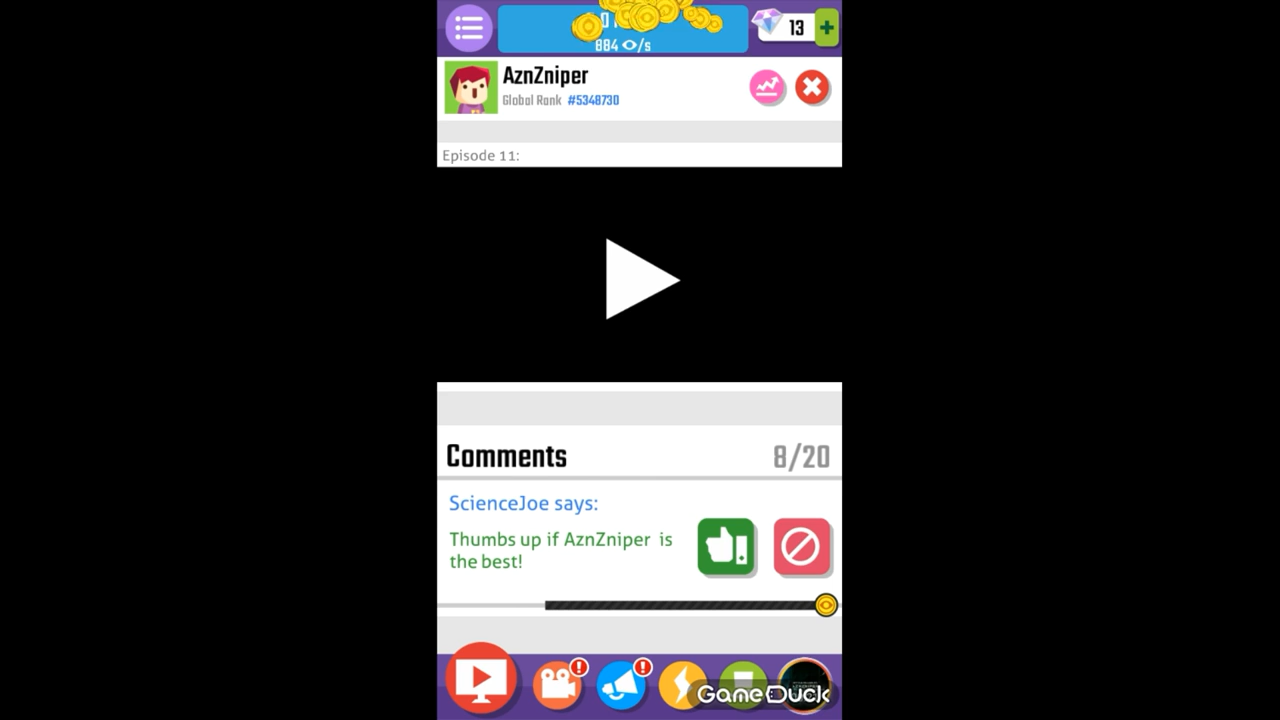 884 /s
13
AznZniper
Global Rank #5348730
Episode 11:
Comments
8/20
ScienceJoe says:
Thumbs up if AznZniper is
the best!
GameDuck